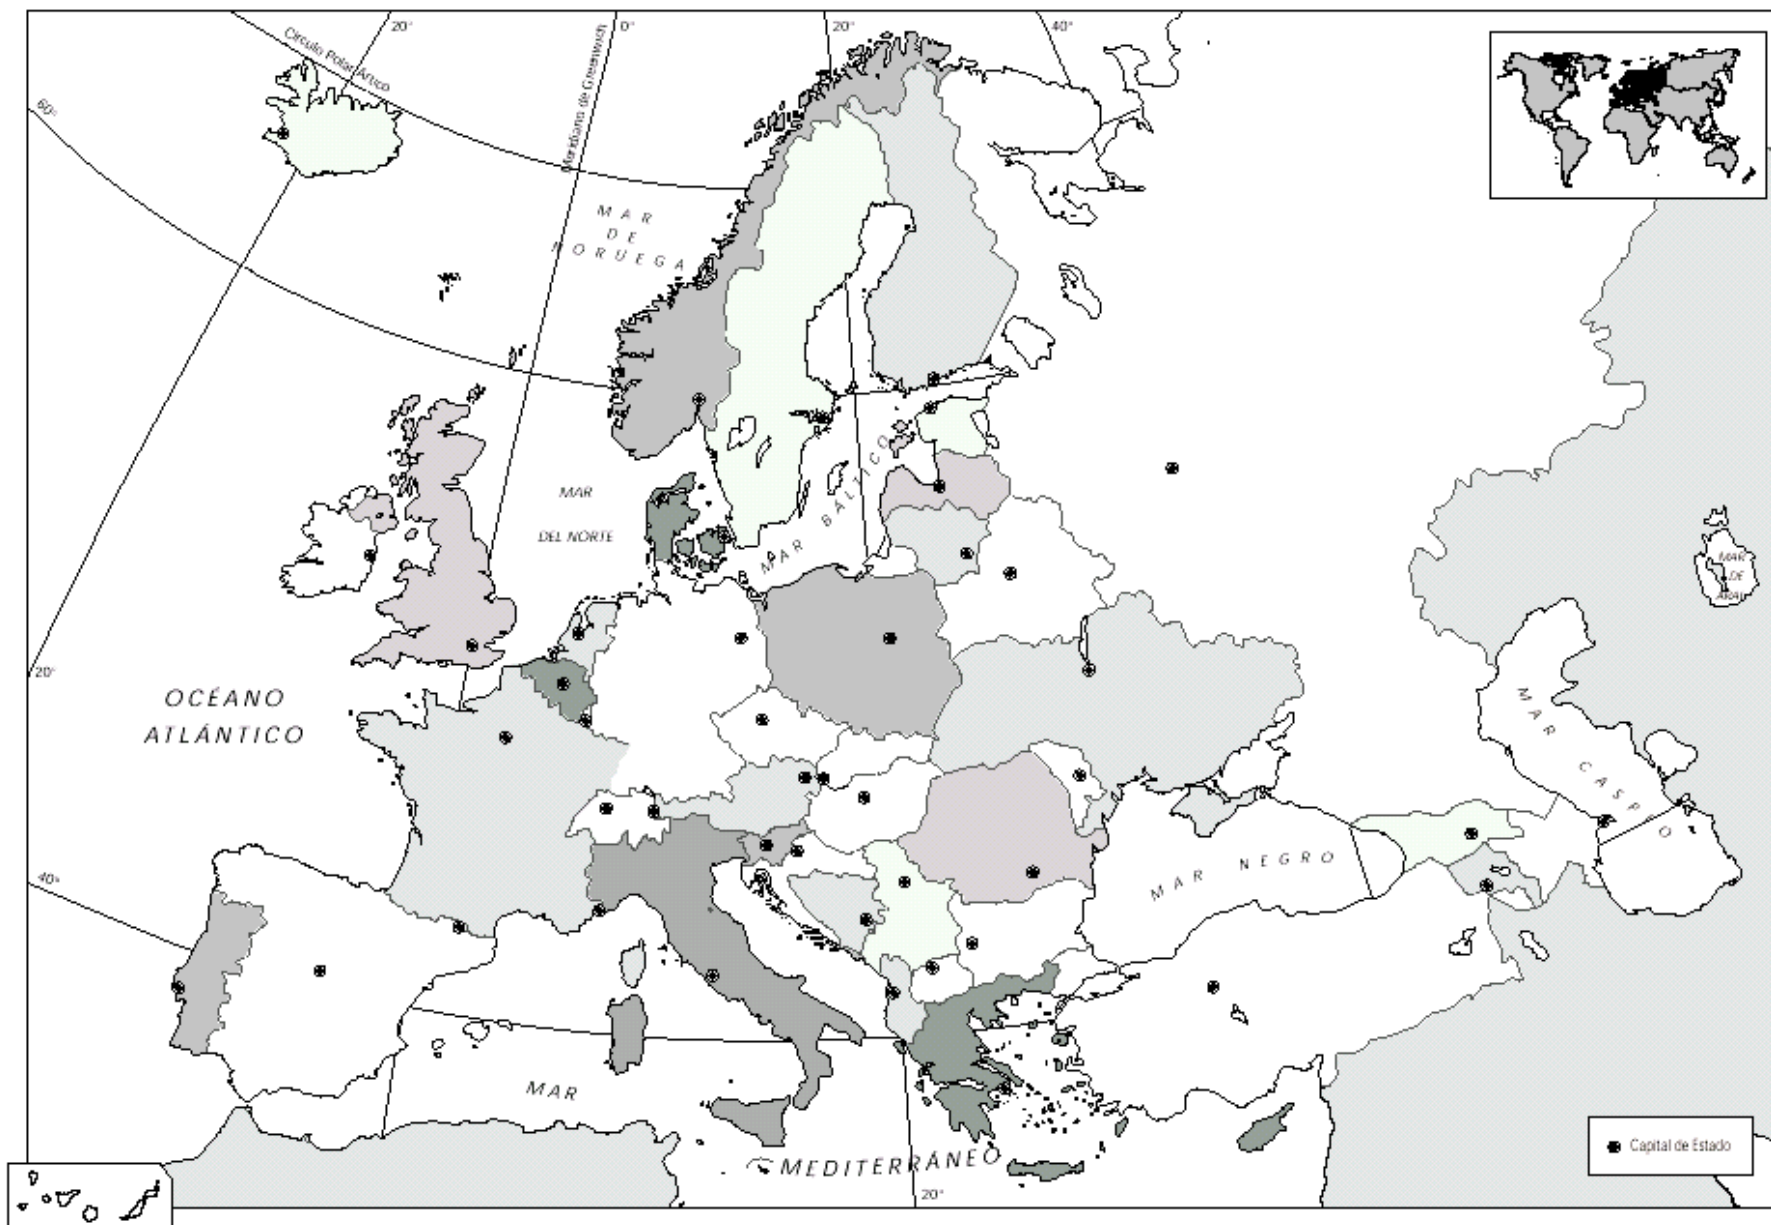 20°
0°
20°
40°
Círculo Polar Ártico
Meridiano de Greenwich
60°
MAR
DE
NORUEGA
MAR
DEL NORTE
MAR BÁLTICO
MAR
DE
ARAL
20°
OCÉANO
ATLÁNTICO
MAR CASPIO
MAR NEGRO
40°
MAR
MEDITERRÁNEO
Capital de Estado
20°